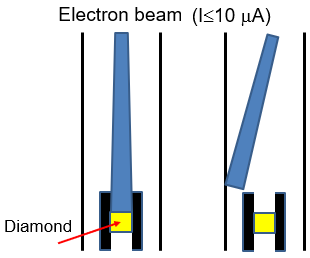 Electron beam (I≤10 μA)
Diamond